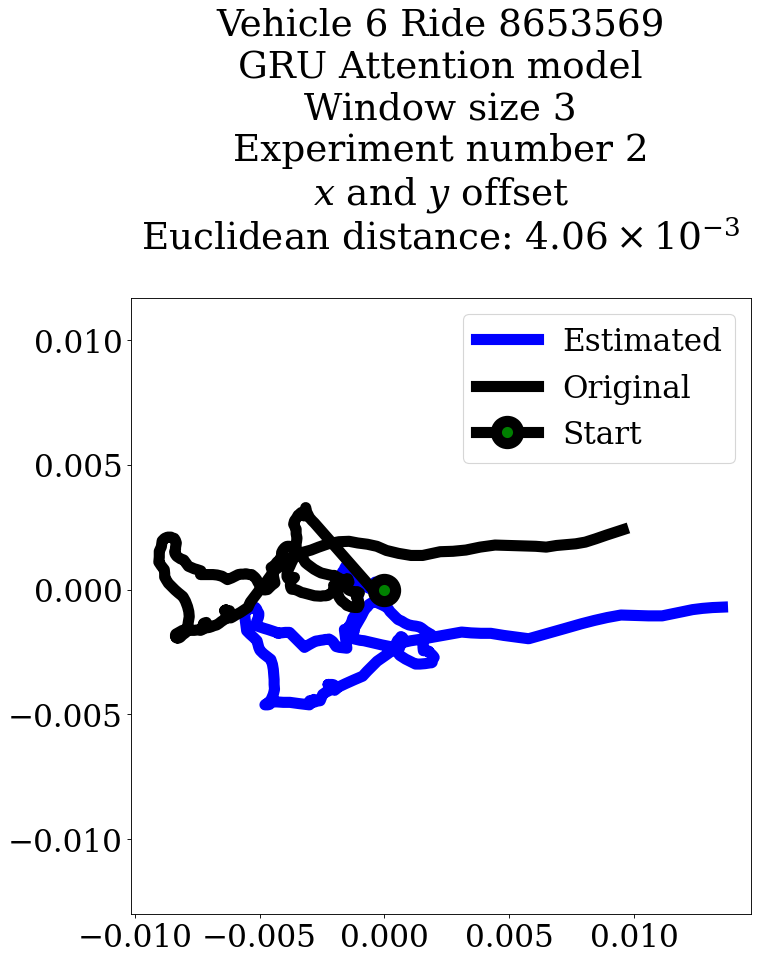 Vehicle 6 Ride 8653569
GRU Attention model
Window size 3
Experiment number 2
x and y offset
Euclidean distance: 4.06 × 10⁻³
Estimated
Original
Start
0.010
0.005
0.000
−0.005
−0.010
−0.010 −0.005 0.000 0.005 0.010